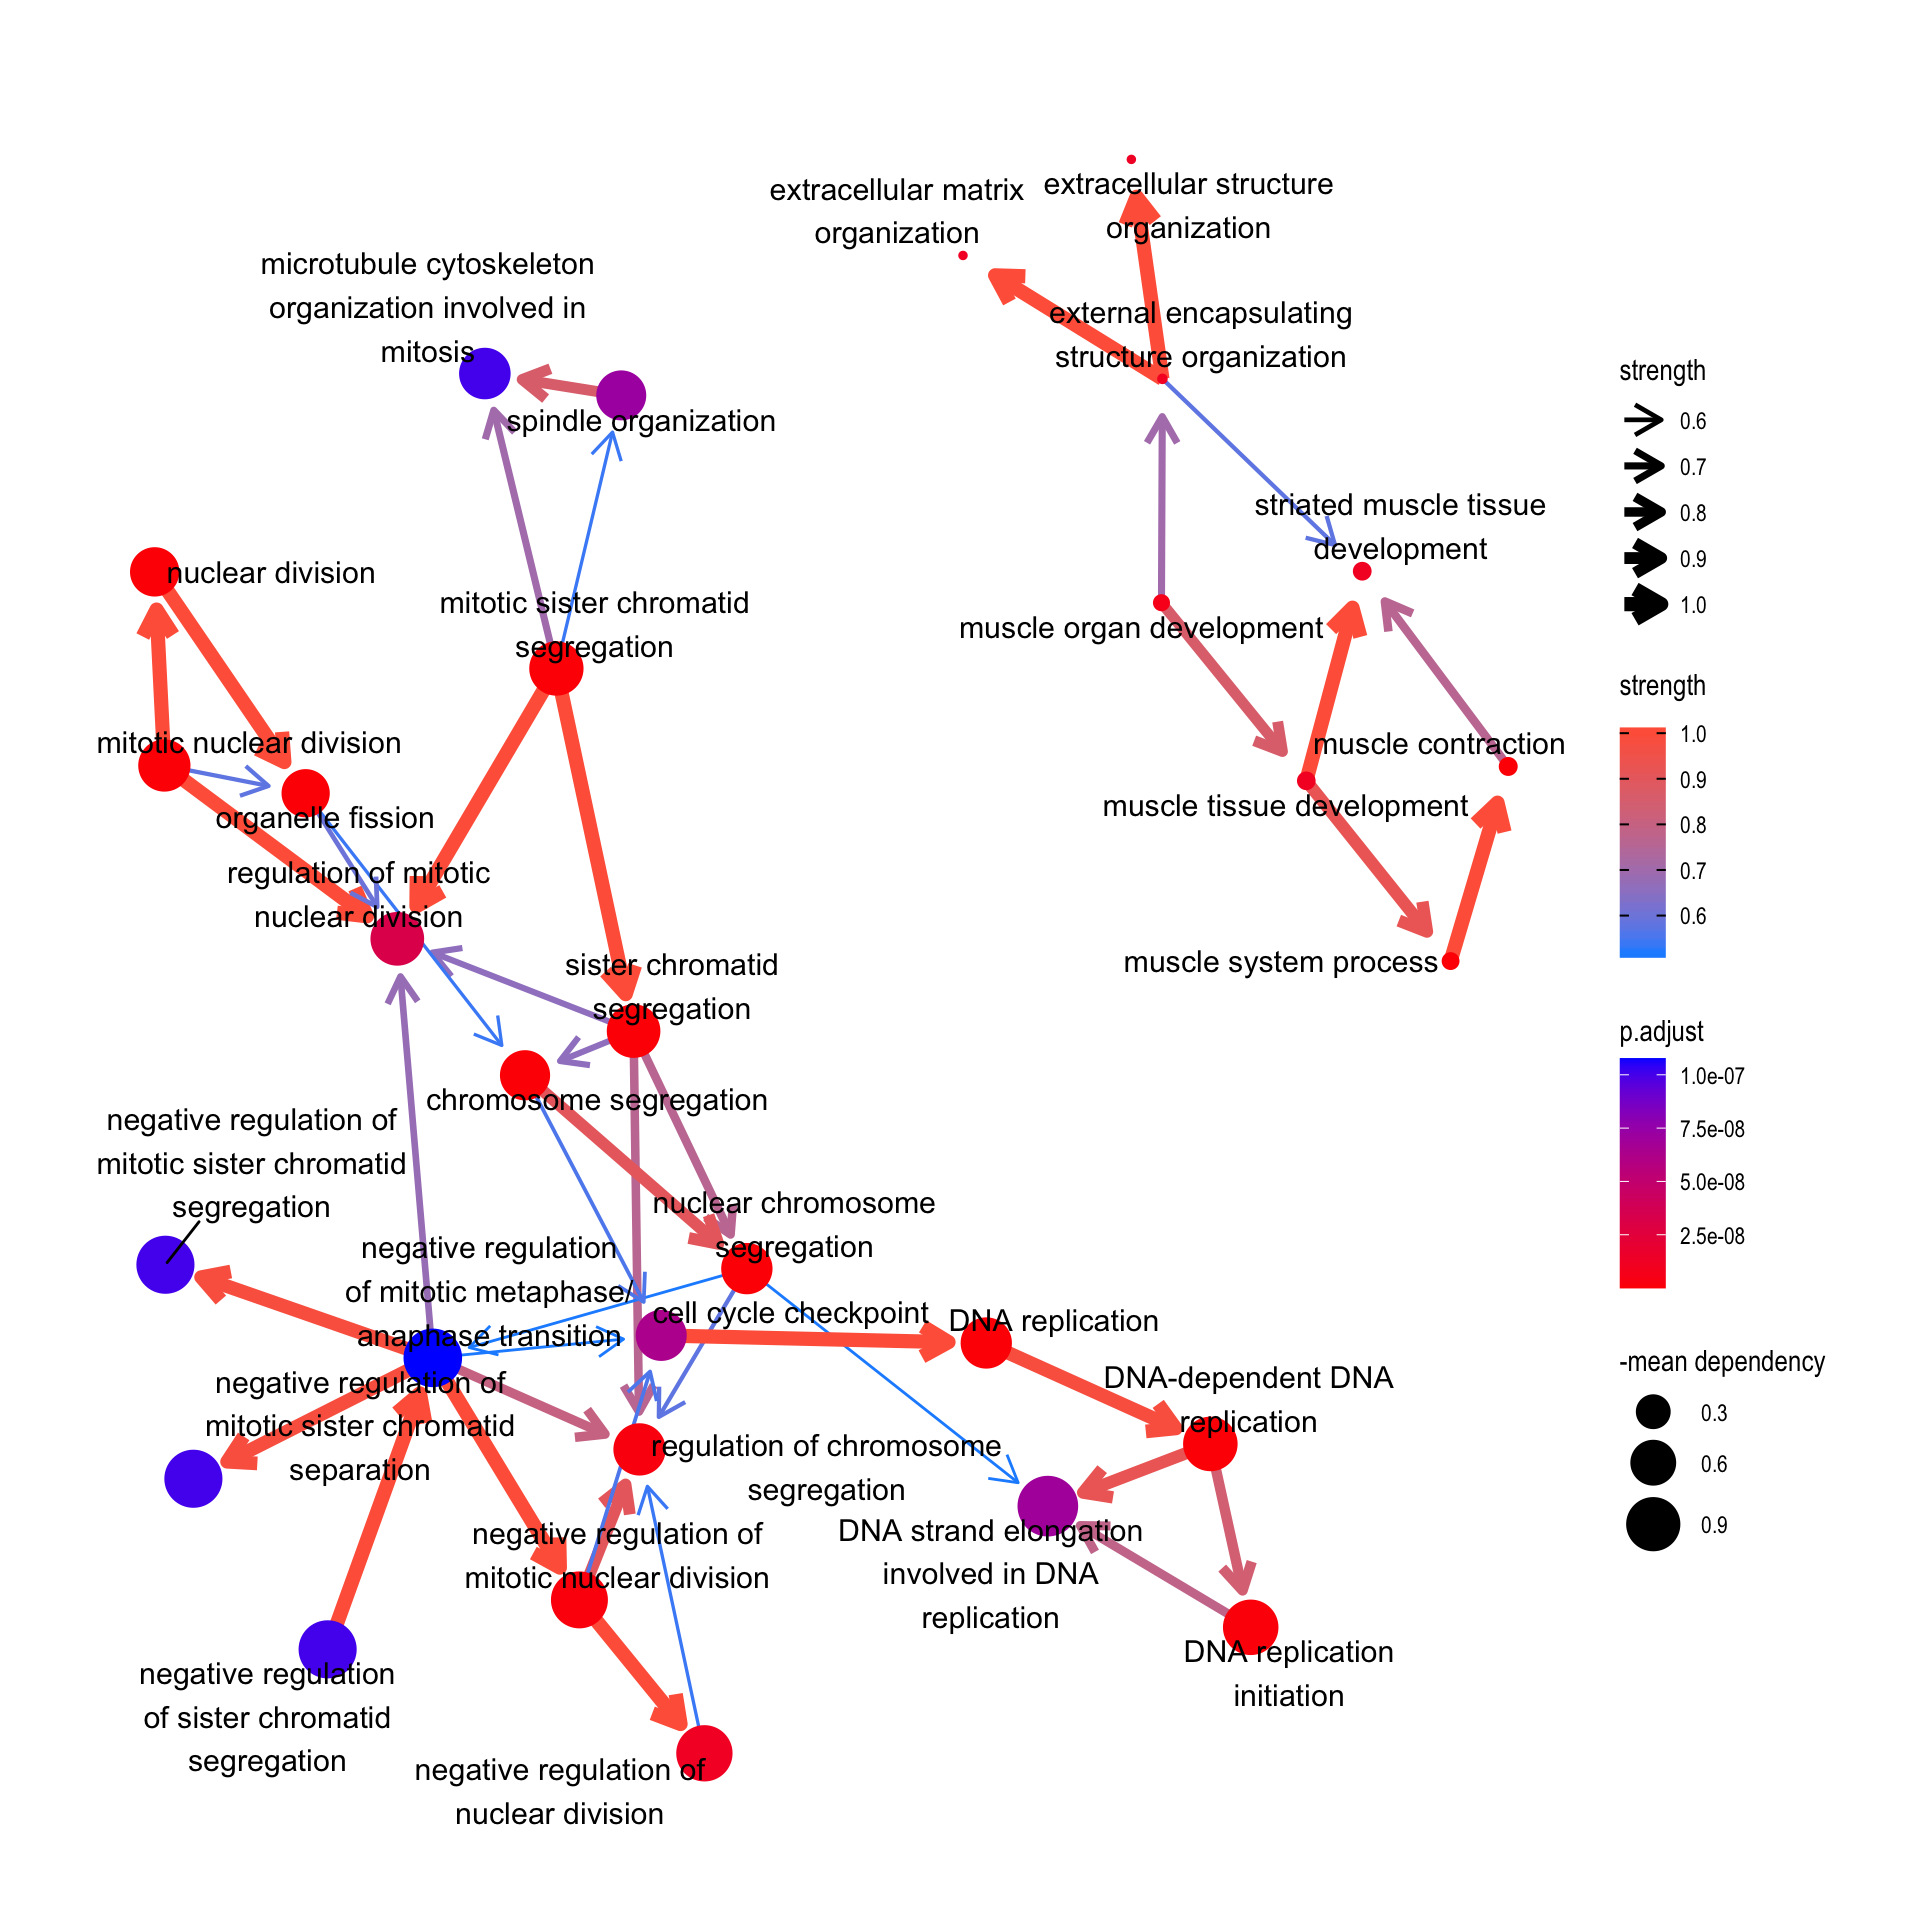 extracellular matrix
organization
extracellular structure
organization
microtubule cytoskeleton
organization involved in
mitosis
external encapsulating
structure organization
spindle organization
striated muscle tissue
development
nuclear division
mitotic sister chromatid
segregation
muscle organ development
mitotic nuclear division
muscle contraction
organelle fission
muscle tissue development
regulation of mitotic
nuclear division
sister chromatid
segregation
muscle system process
chromosome segregation
negative regulation of
mitotic sister chromatid
segregation
nuclear chromosome
segregation
negative regulation
of mitotic metaphase/
anaphase transition
cell cycle checkpoint
DNA replication
negative regulation of
mitotic sister chromatid
separation
DNA-dependent DNA
replication
regulation of chromosome
segregation
negative regulation of
mitotic nuclear division
DNA strand elongation
involved in DNA
replication
negative regulation
of sister chromatid
segregation
DNA replication
initiation
negative regulation of
nuclear division
strength
0.6
0.7
0.8
0.9
1.0
strength
1.0
0.9
0.8
0.7
0.6
p.adjust
1.0e-07
7.5e-08
5.0e-08
2.5e-08
-mean dependency
0.3
0.6
0.9